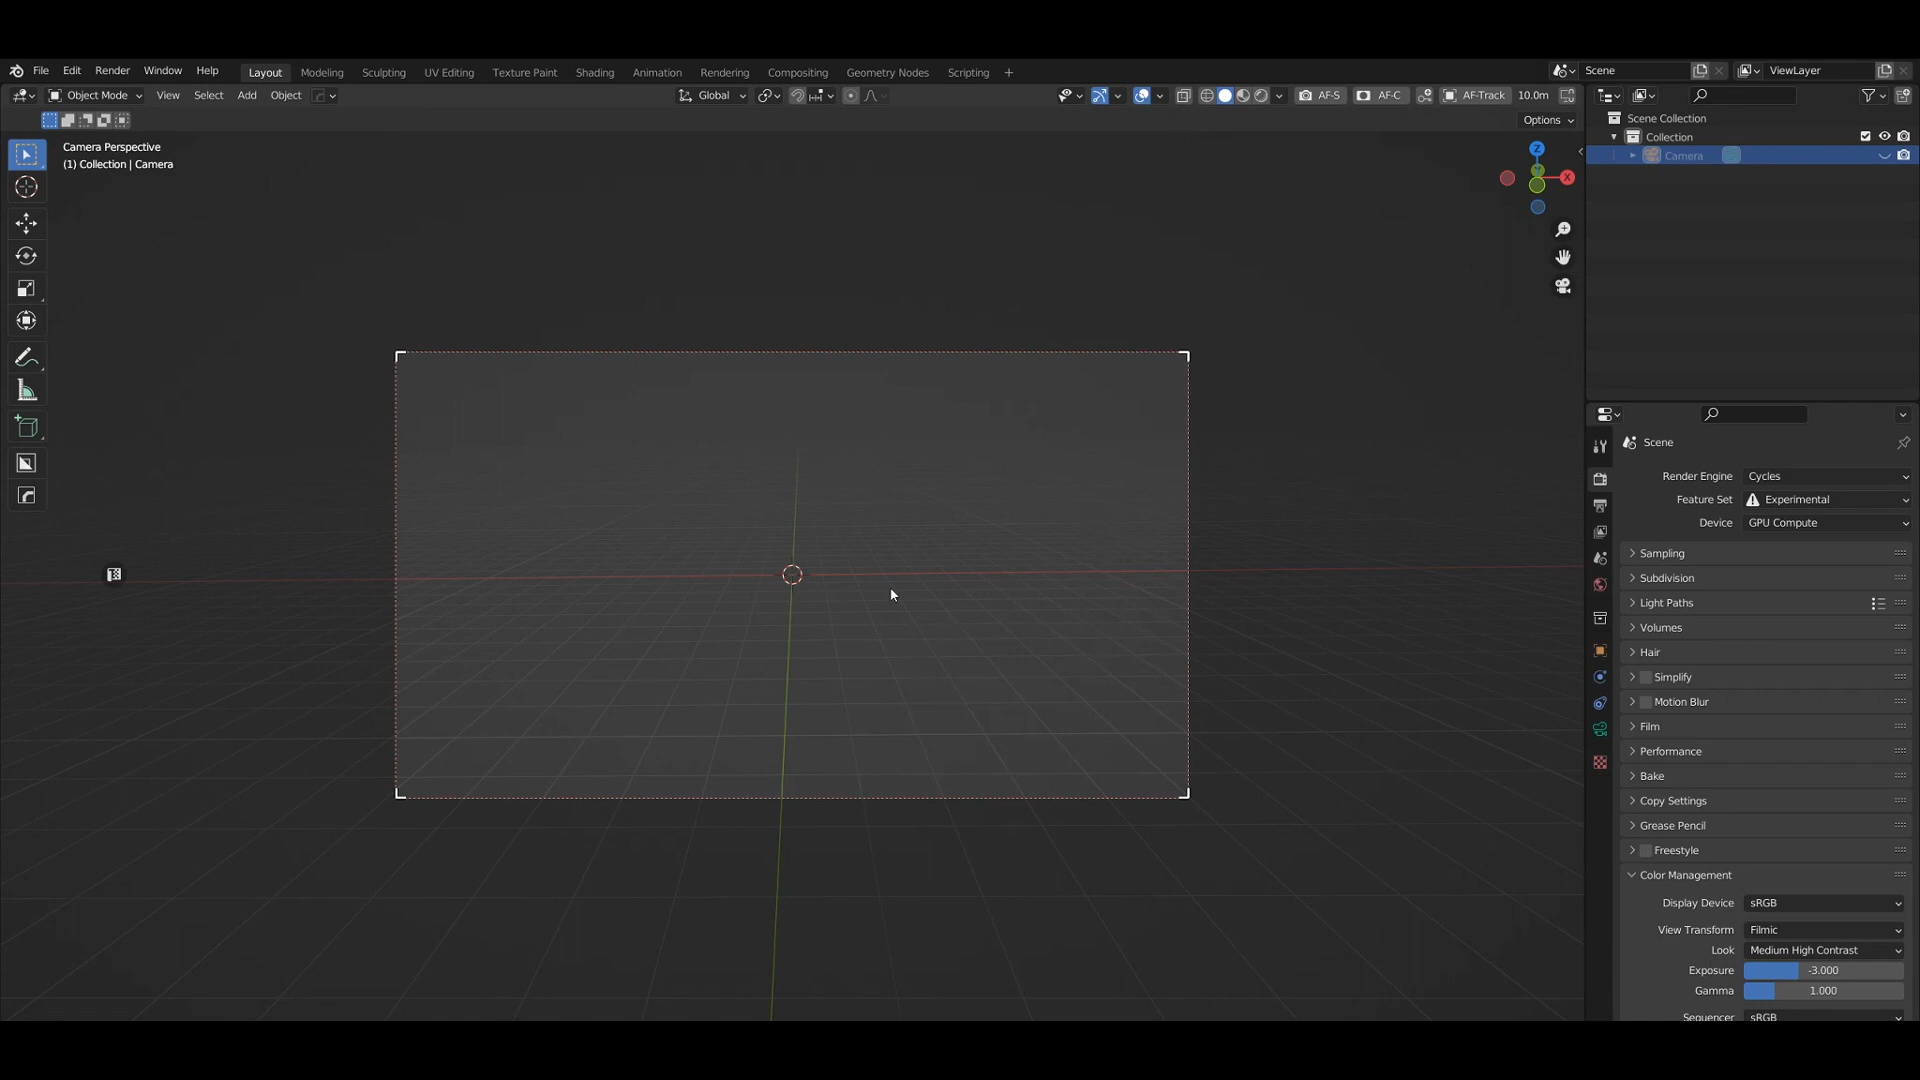 File Edit Render Window Help Layout Modeling Sculpting UV Editing Texture Paint Shading Animation Rendering Compositing Geometry Nodes Scripting + Scene ViewLayer
Object Mode View Select Add Object Global AF-S AF-C AF-Track 10.0m
Options
Camera Perspective
(1) Collection | Camera
Z
X
Scene Collection
Collection
Camera
Scene
Render Engine Cycles
Feature Set Experimental
Device GPU Compute
Sampling
Subdivision
Light Paths
Volumes
Hair
Simplify
Motion Blur
Film
Performance
Bake
Copy Settings
Grease Pencil
Freestyle
Color Management
Display Device sRGB
View Transform Filmic
Look Medium High Contrast
Exposure -3.000
Gamma 1.000
Sequencer sRGB